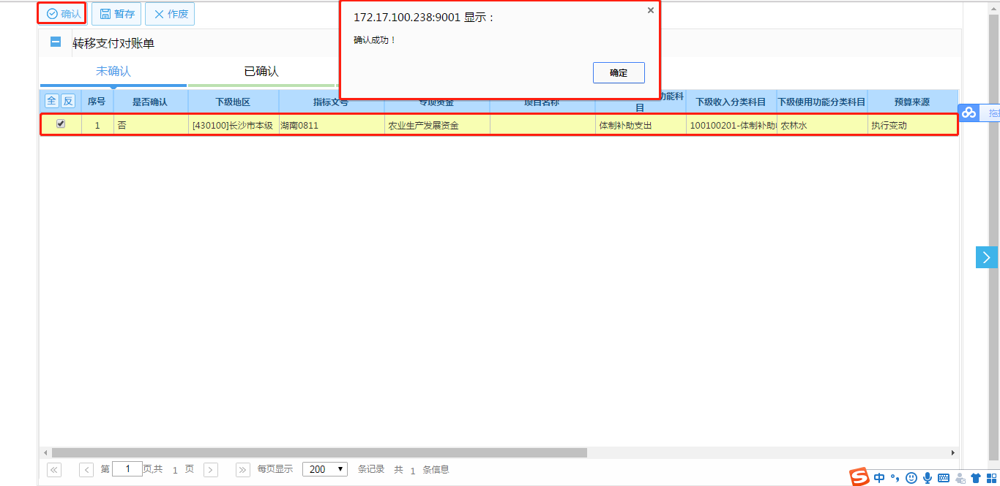 确认 暂存 作废
172.17.100.238:9001 显示：
确认成功！
确定
转移支付对账单
未确认 已确认
全 反 序号 是否确认 下级地区 指标文号 专项资金 项目名称 功能科目 下级收入分类科目 下级使用功能分类科目 预算来源
1 否 [430100]长沙市本级 湖南0811 农业生产发展资金 体制补助支出 100100201-体制补助 农林水 执行变动
拖
第 1 页,共 1 页 每页显示 200 条记录 共 1 条信息
中